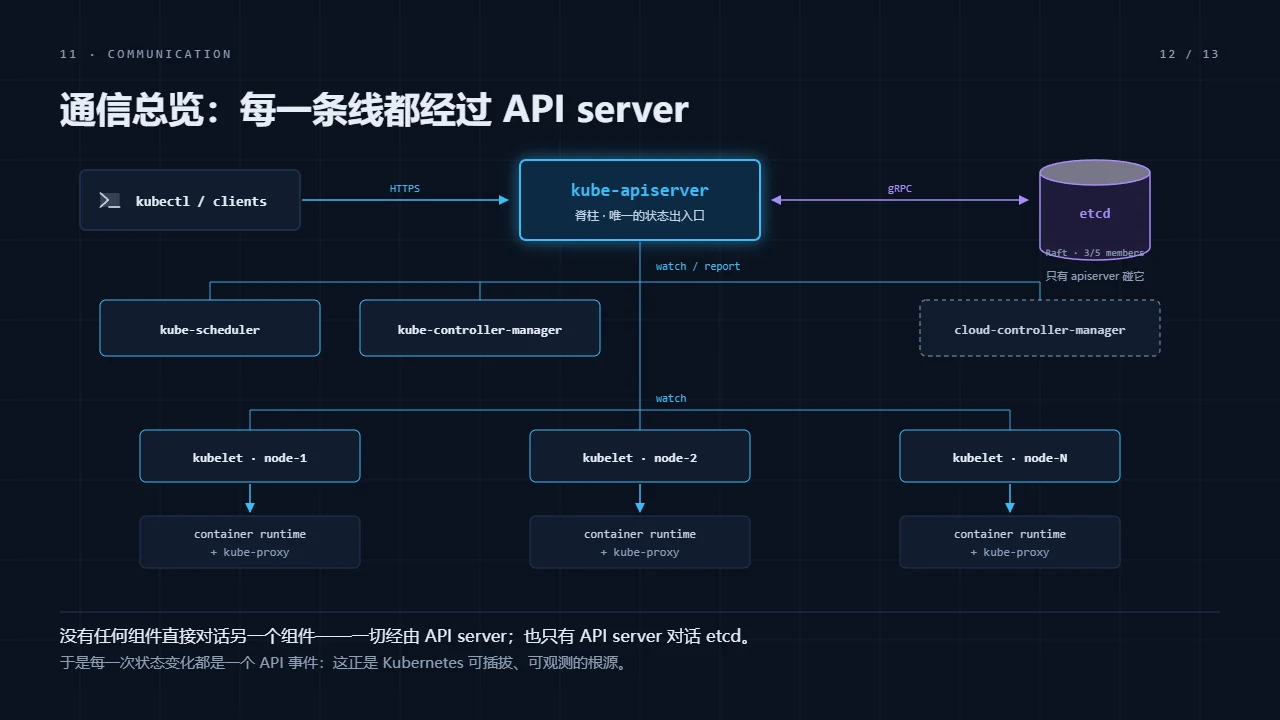 11 · COMMUNICATION
12 / 13
通信总览：每一条线都经过 API server
kubectl / clients
HTTPS
kube-apiserver
脊柱 · 唯一的状态出入口
gRPC
etcd
Raft · 3/5 members
只有 apiserver 碰它
watch / report
kube-scheduler
kube-controller-manager
cloud-controller-manager
watch
kubelet · node-1
kubelet · node-2
kubelet · node-N
container runtime
+ kube-proxy
container runtime
+ kube-proxy
container runtime
+ kube-proxy
没有任何组件直接对话另一个组件——一切经由 API server；也只有 API server 对话 etcd。
于是每一次状态变化都是一个 API 事件：这正是 Kubernetes 可插拔、可观测的根源。